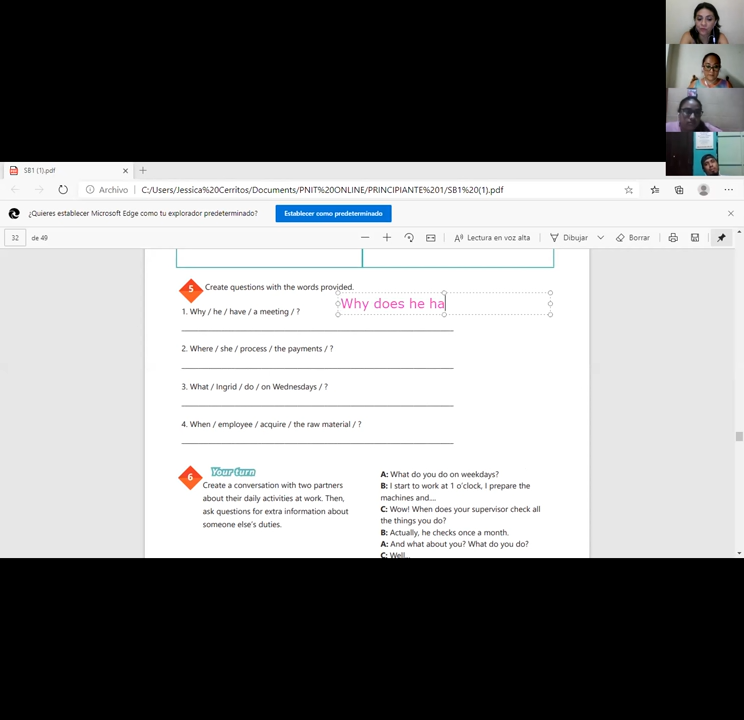 SB1 (1).pdf
Archivo
C:/Users/Jessica%20Cerritos/Documents/PNIT%20ONLINE/PRINCIPIANTE%201/SB1%20(1).pdf
¿Quieres establecer Microsoft Edge como tu explorador predeterminado?
Establecer como predeterminado
32 de 49
Lectura en voz alta
Dibujar
Borrar
5
Create questions with the words provided.
Why does he ha
1. Why / he / have / a meeting / ?
2. Where / she / process / the payments / ?
3. What / Ingrid / do / on Wednesdays / ?
4. When / employee / acquire / the raw material / ?
6
Your turn
Create a conversation with two partners
about their daily activities at work. Then,
ask questions for extra information about
someone else's duties.
A: What do you do on weekdays?
B: I start to work at 1 o'clock, I prepare the
machines and....
C: Wow! When does your supervisor check all
the things you do?
B: Actually, he checks once a month.
A: And what about you? What do you do?
C: Well...